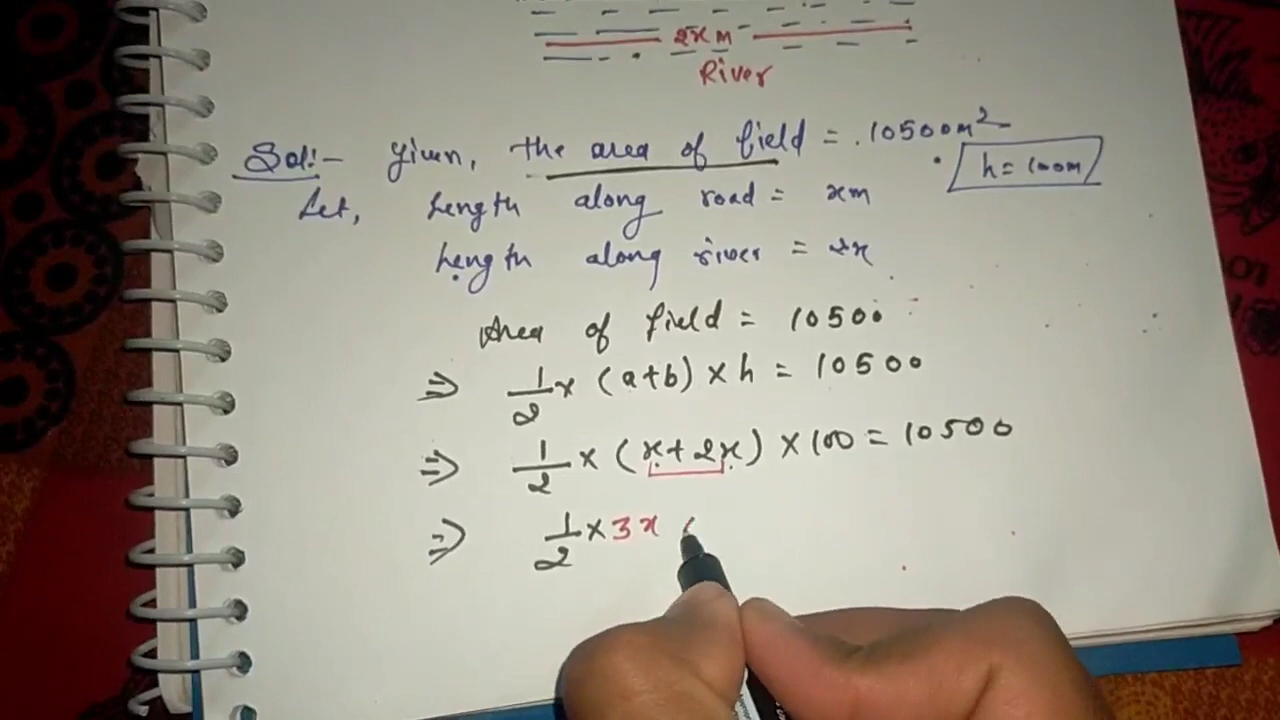 2x m
River
Sol:- Given, the area of field = 10500m²
h = 100m
Let, length along road = xm
Length along river = 2x
Area of field = 10500
⇒ 1/2 × (a+b) × h = 10500
⇒ 1/2 × (x+2x) × 100 = 10500
⇒ 1/2 × 3x